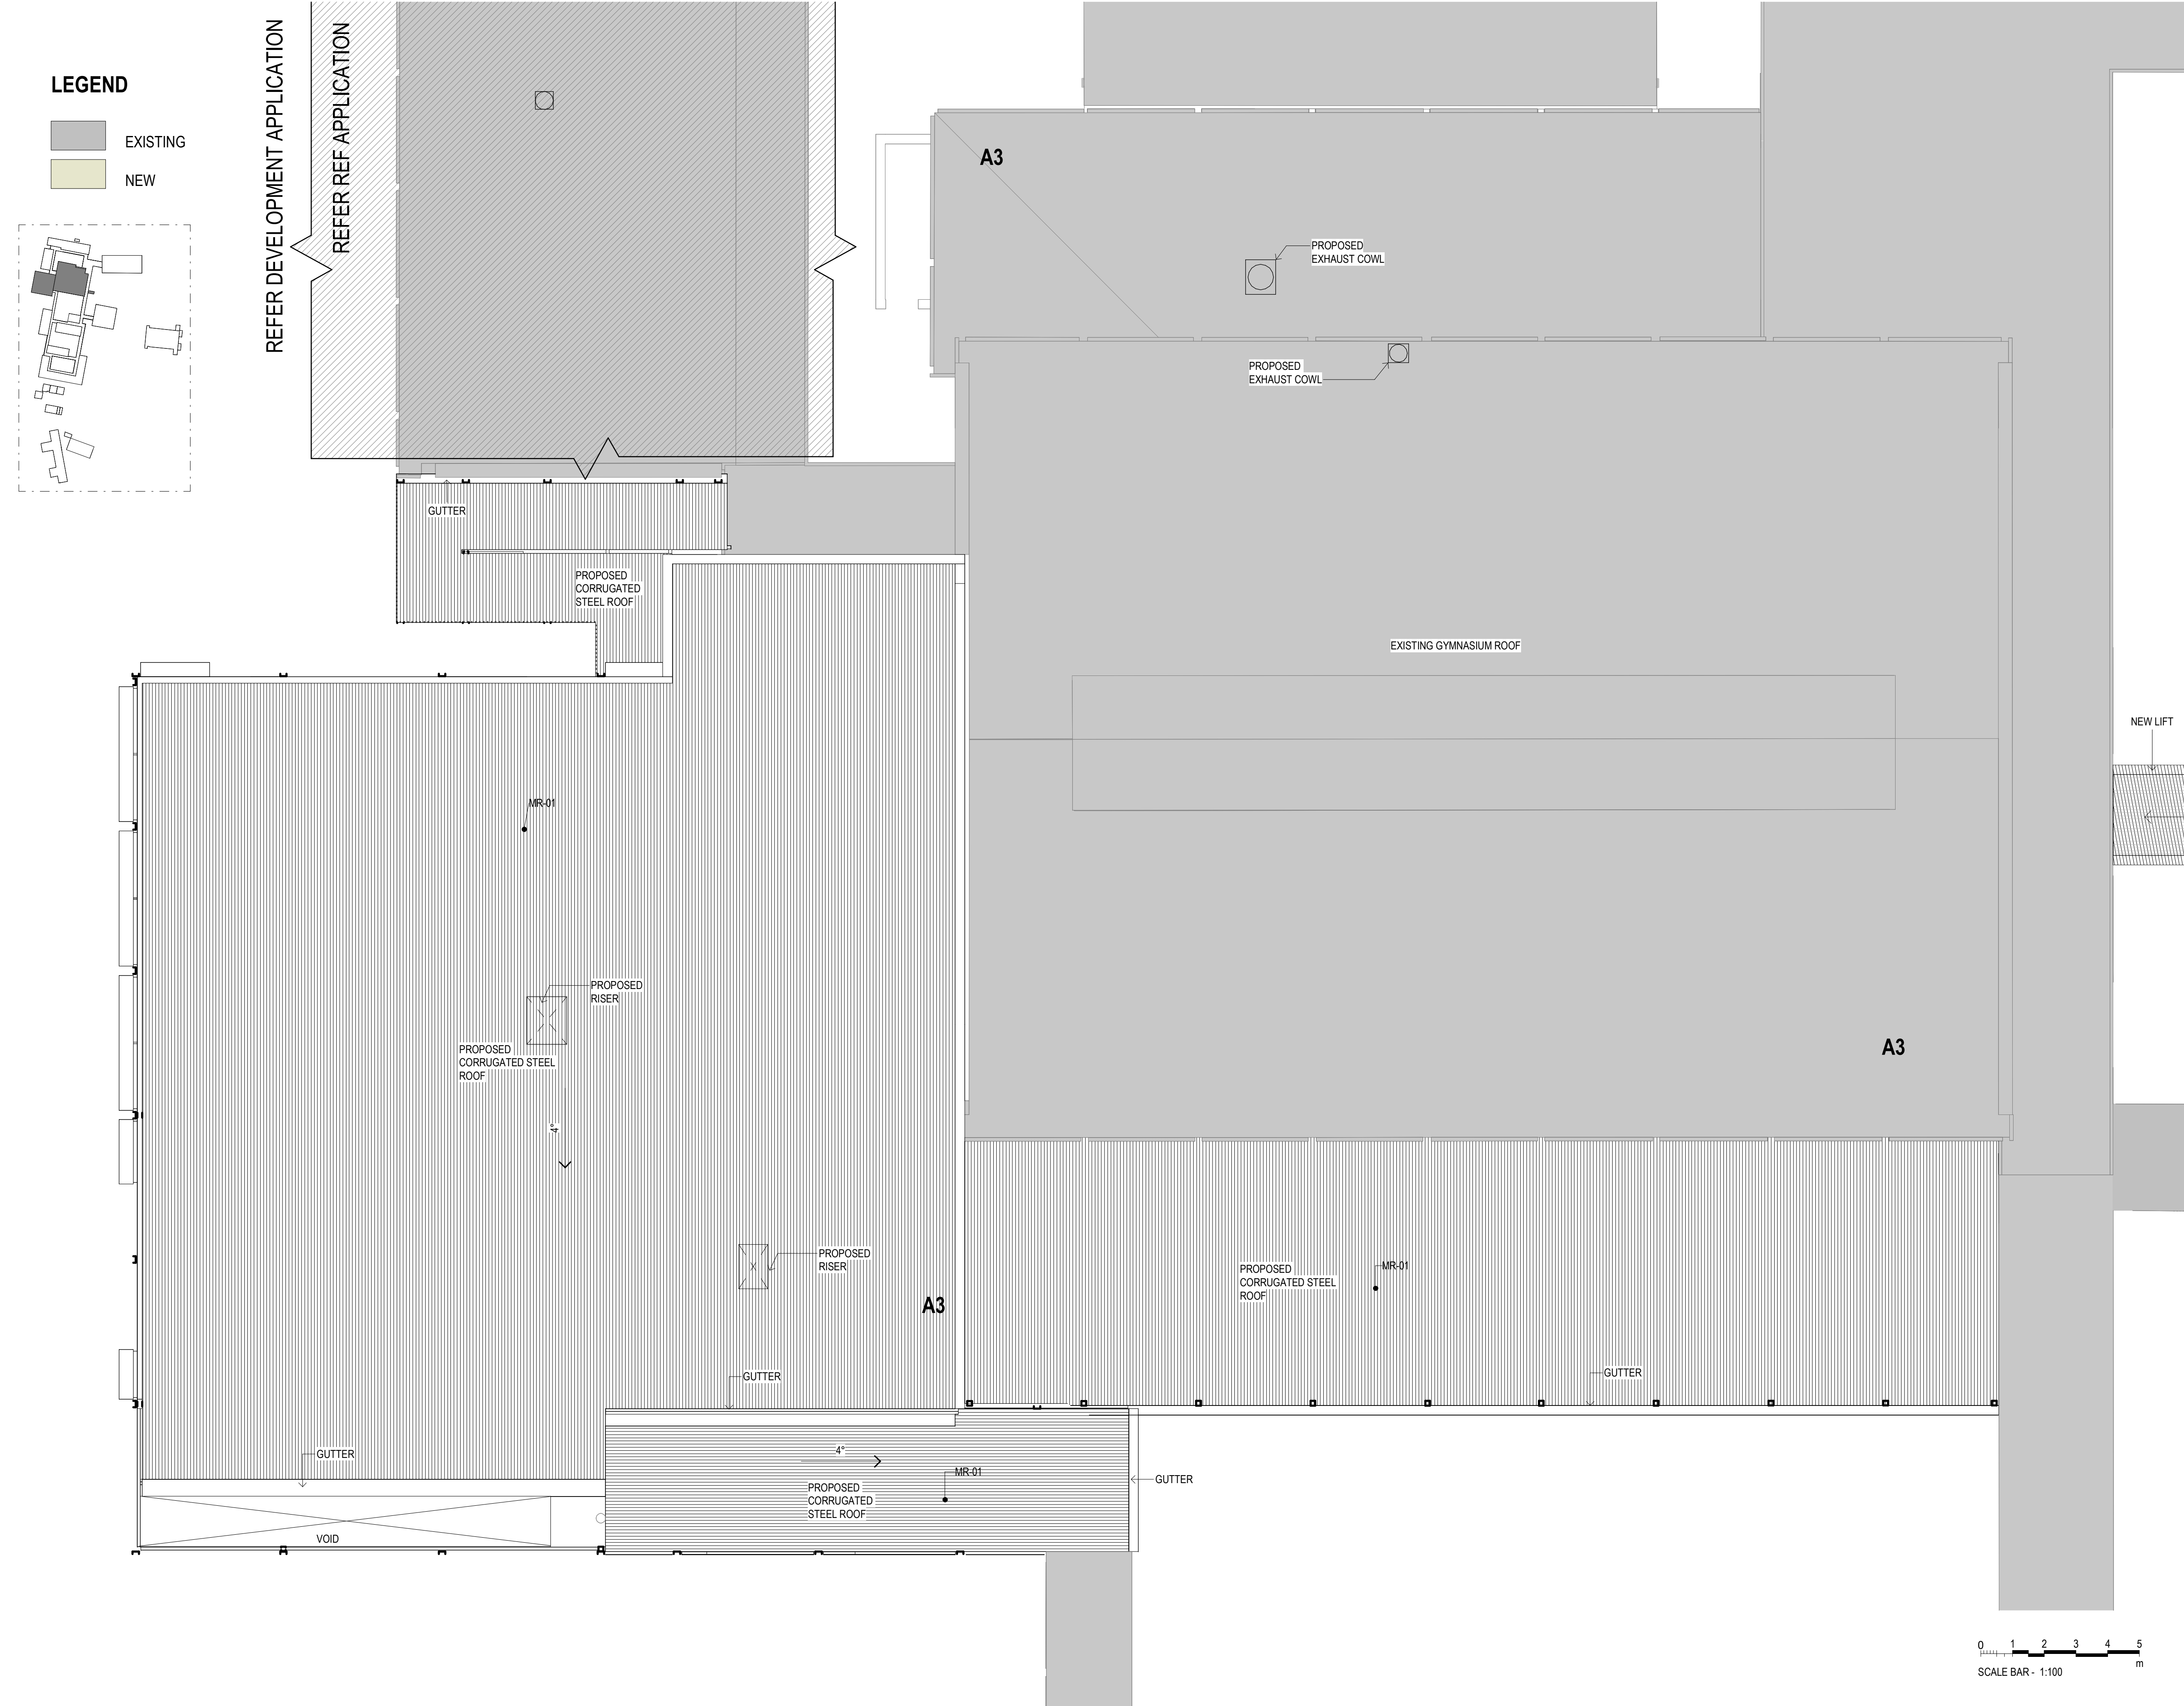 LEGEND
EXISTING
NEW
REFER DEVELOPMENT APPLICATION
REFER REF APPLICATION
A3
PROPOSED
EXHAUST COWL
PROPOSED
EXHAUST COWL
GUTTER
PROPOSED
CORRUGATED
STEEL ROOF
EXISTING GYMNASIUM ROOF
NEW LIFT
MR-01
PROPOSED
RISER
PROPOSED
CORRUGATED STEEL
ROOF
4°
A3
PROPOSED
RISER
A3
PROPOSED
CORRUGATED STEEL
ROOF
MR-01
GUTTER
GUTTER
GUTTER
4°
MR-01
PROPOSED
CORRUGATED
STEEL ROOF
GUTTER
VOID
0 1 2 3 4 5
m
SCALE BAR - 1:100